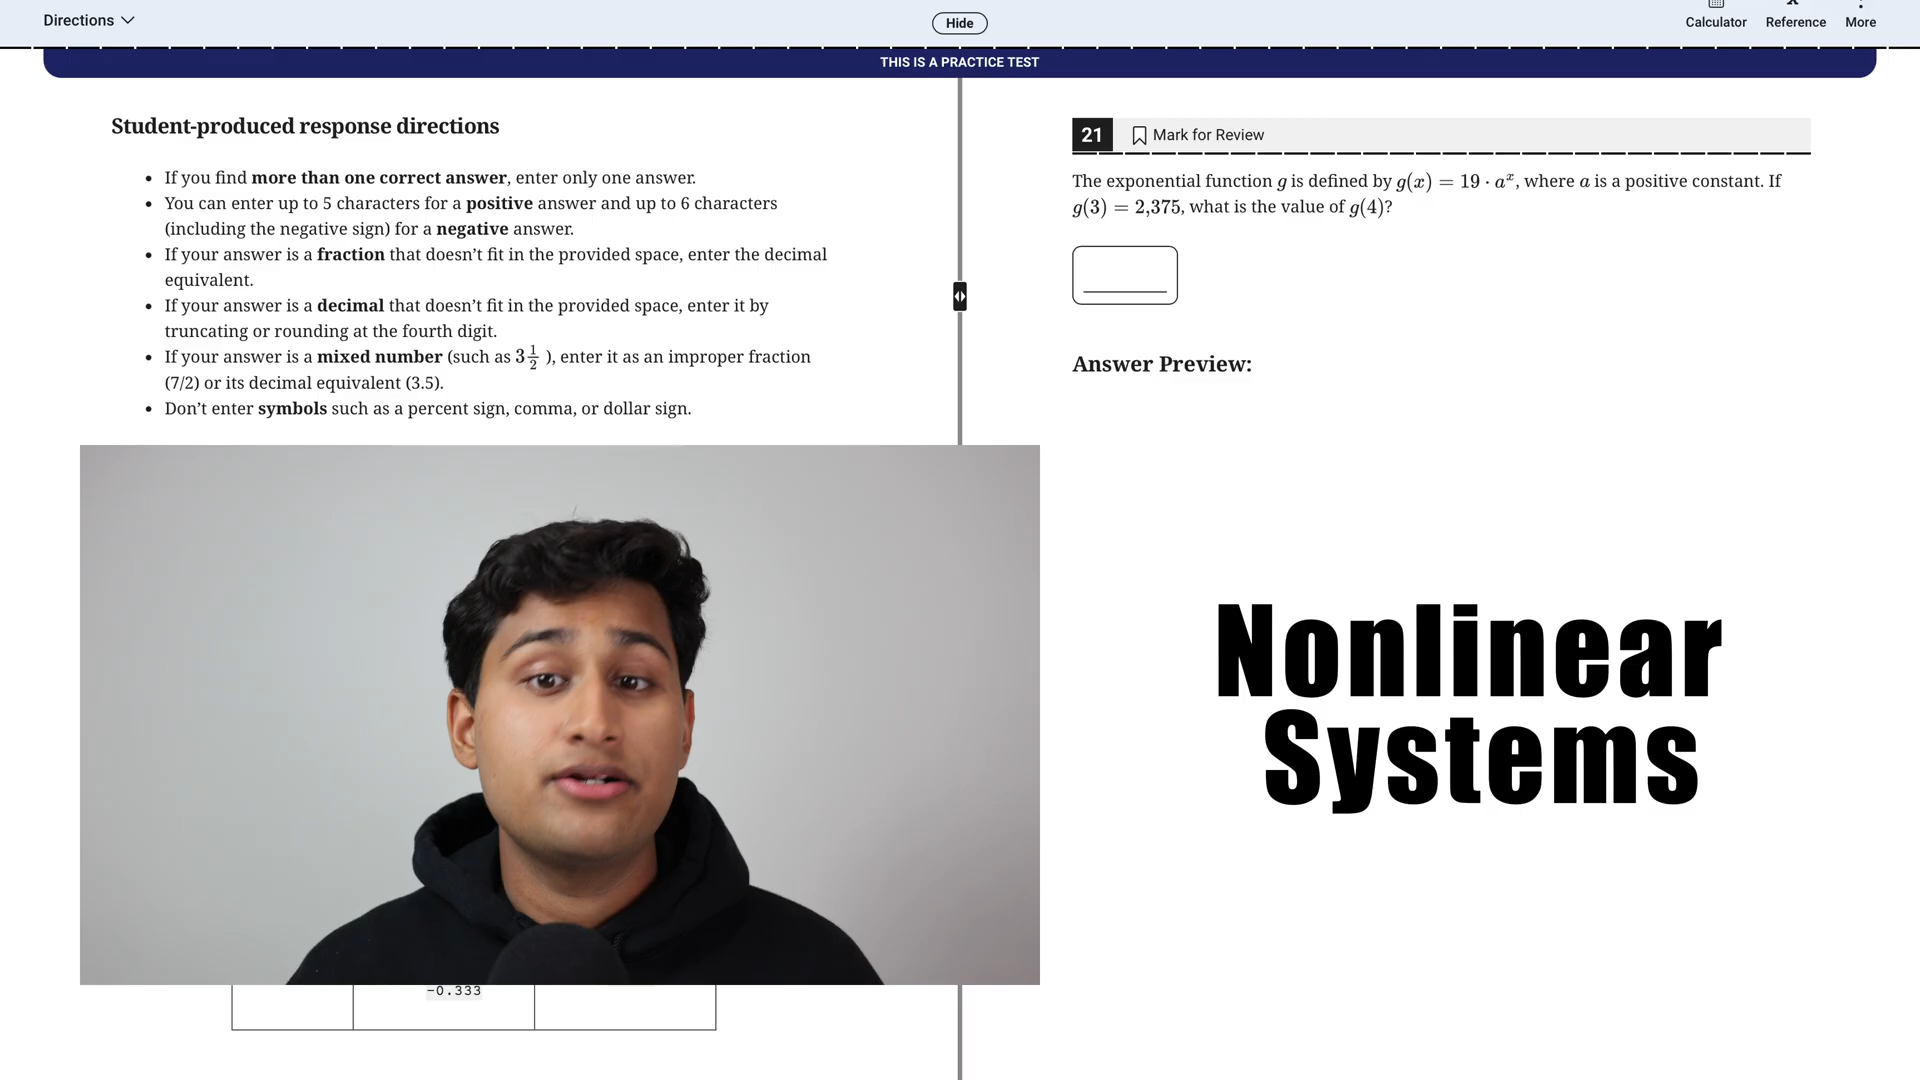 Directions
Hide
Calculator
Reference
More
THIS IS A PRACTICE TEST
Student-produced response directions
• If you find more than one correct answer, enter only one answer.
• You can enter up to 5 characters for a positive answer and up to 6 characters
(including the negative sign) for a negative answer.
• If your answer is a fraction that doesn’t fit in the provided space, enter the decimal
equivalent.
• If your answer is a decimal that doesn’t fit in the provided space, enter it by
truncating or rounding at the fourth digit.
• If your answer is a mixed number (such as 3 1/2 ), enter it as an improper fraction
(7/2) or its decimal equivalent (3.5).
• Don’t enter symbols such as a percent sign, comma, or dollar sign.
-0.333
21
Mark for Review
The exponential function g is defined by g(x) = 19 · a^x, where a is a positive constant. If
g(3) = 2,375, what is the value of g(4)?
Answer Preview:
Nonlinear
Systems